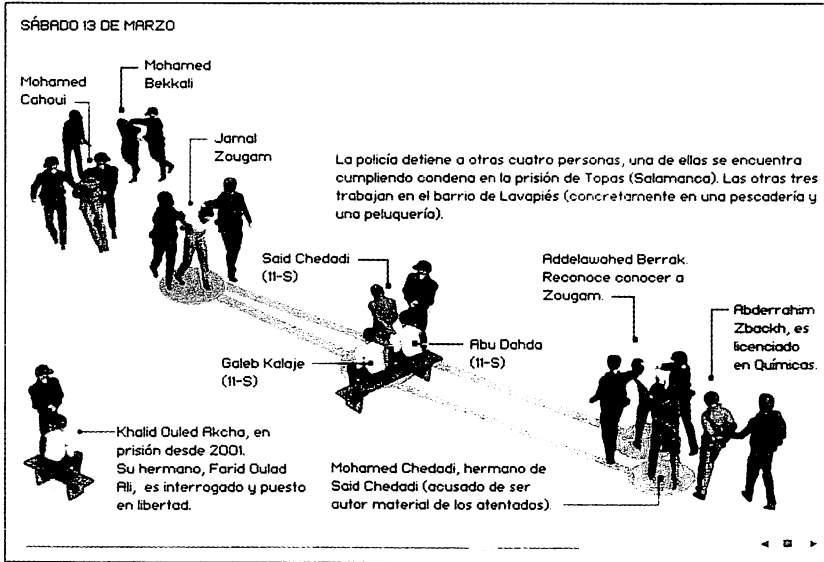 SÁBADO 13 DE MARZO
Mohamed
Bekkali
Mohamed
Cahoui
Jamal
Zougam
La policía detiene a otras cuatro personas, una de ellas se encuentra
cumpliendo condena en la prisión de Topas (Salamanca). Las otras tres
trabajan en el barrio de Lavapiés (concretamente en una pescadería y
una peluquería).
Said Chedadi
(11-S)
Addelawahed Berrak.
Reconoce conocer a
Zougam.
Abderrahim
Zbackh, es
licenciado
en Químicas.
Galeb Kalaje
(11-S)
Abu Dahda
(11-S)
Khalid Ouled Akcha, en
prisión desde 2001.
Su hermano, Farid Oulad
Ali, es interrogado y puesto
en libertad.
Mohamed Chedadi, hermano de
Said Chedadi (acusado de ser
autor material de los atentados).